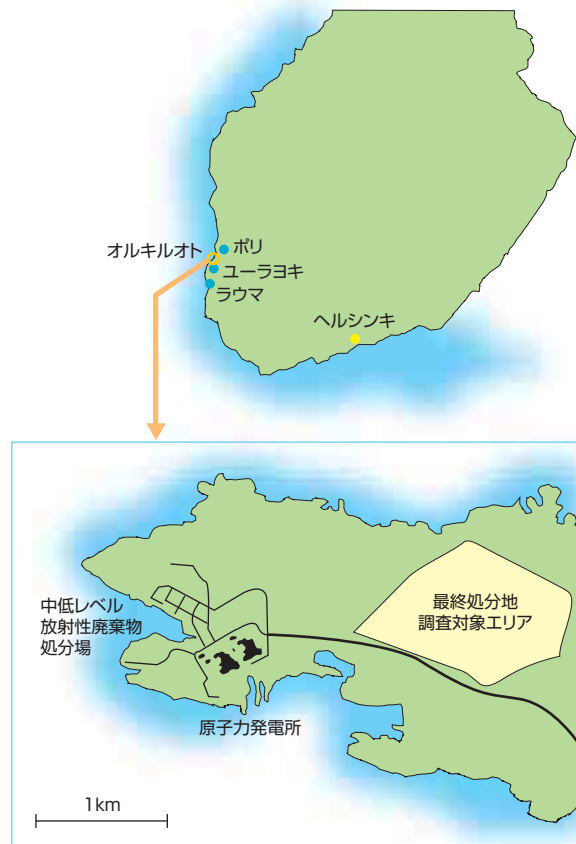 オルキルオト
ポリ
ユーラヨキ
ラウマ
ヘルシンキ
中低レベル
放射性廃棄物
処分場
最終処分地
調査対象エリア
原子力発電所
1km